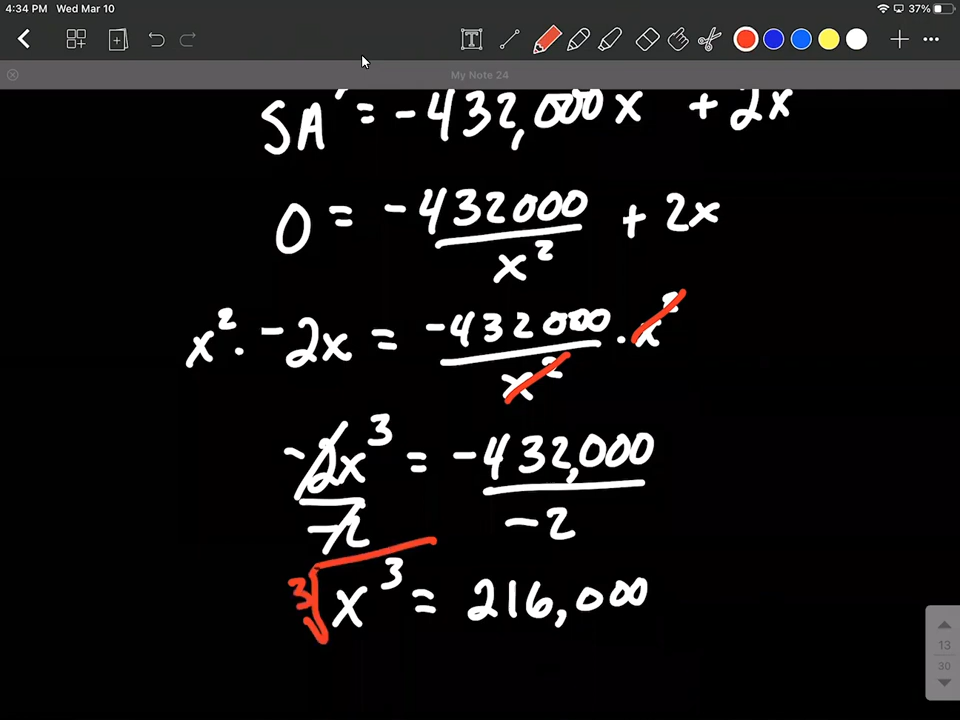 4:34 PM Wed Mar 10 37%
T
My Note 24
SA' = -432,000x + 2x
0 = -432000/x² + 2x
x² · -2x = -432000/x² · x²
-2x³/-2 = -432,000/-2
∛x³ = 216,000
13
30